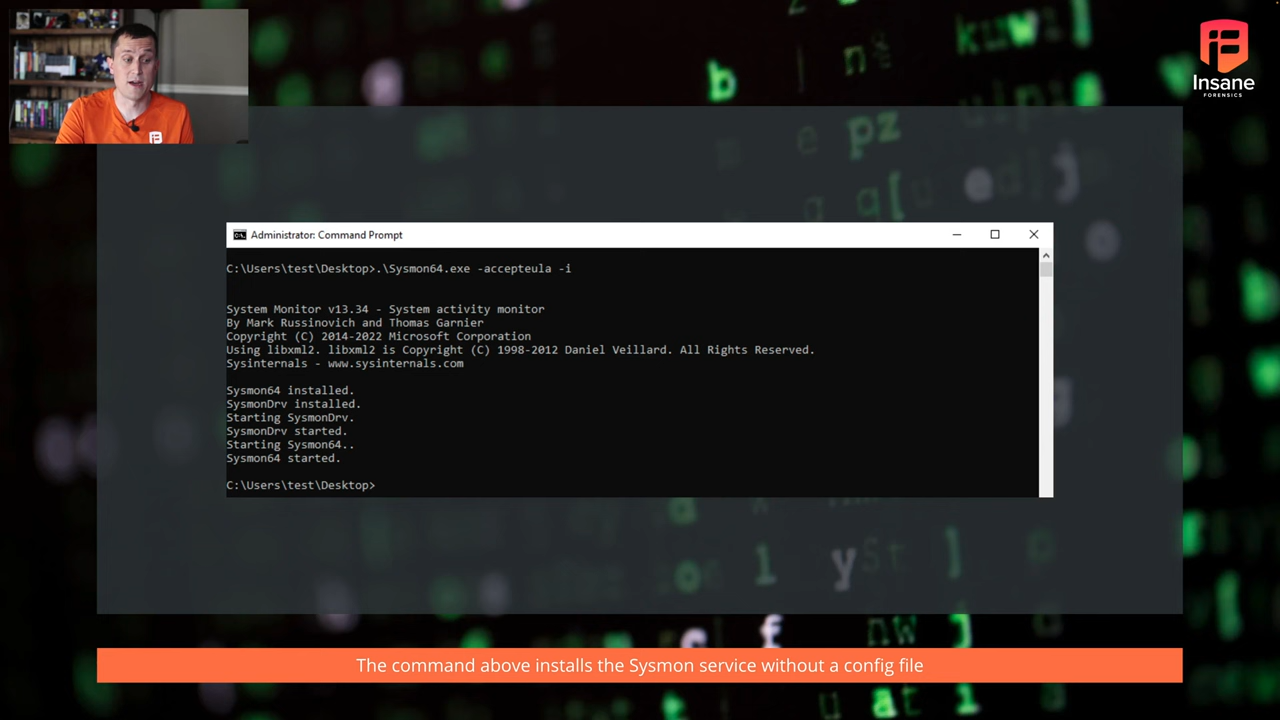 Insane
FORENSICS
Administrator: Command Prompt
C:\Users\test\Desktop>.\Sysmon64.exe -accepteula -i
System Monitor v13.34 - System activity monitor
By Mark Russinovich and Thomas Garnier
Copyright (C) 2014-2022 Microsoft Corporation
Using libxml2. libxml2 is Copyright (C) 1998-2012 Daniel Veillard. All Rights Reserved.
Sysinternals - www.sysinternals.com
Sysmon64 installed.
SysmonDrv installed.
Starting SysmonDrv.
SysmonDrv started.
Starting Sysmon64..
Sysmon64 started.
C:\Users\test\Desktop>
The command above installs the Sysmon service without a config file